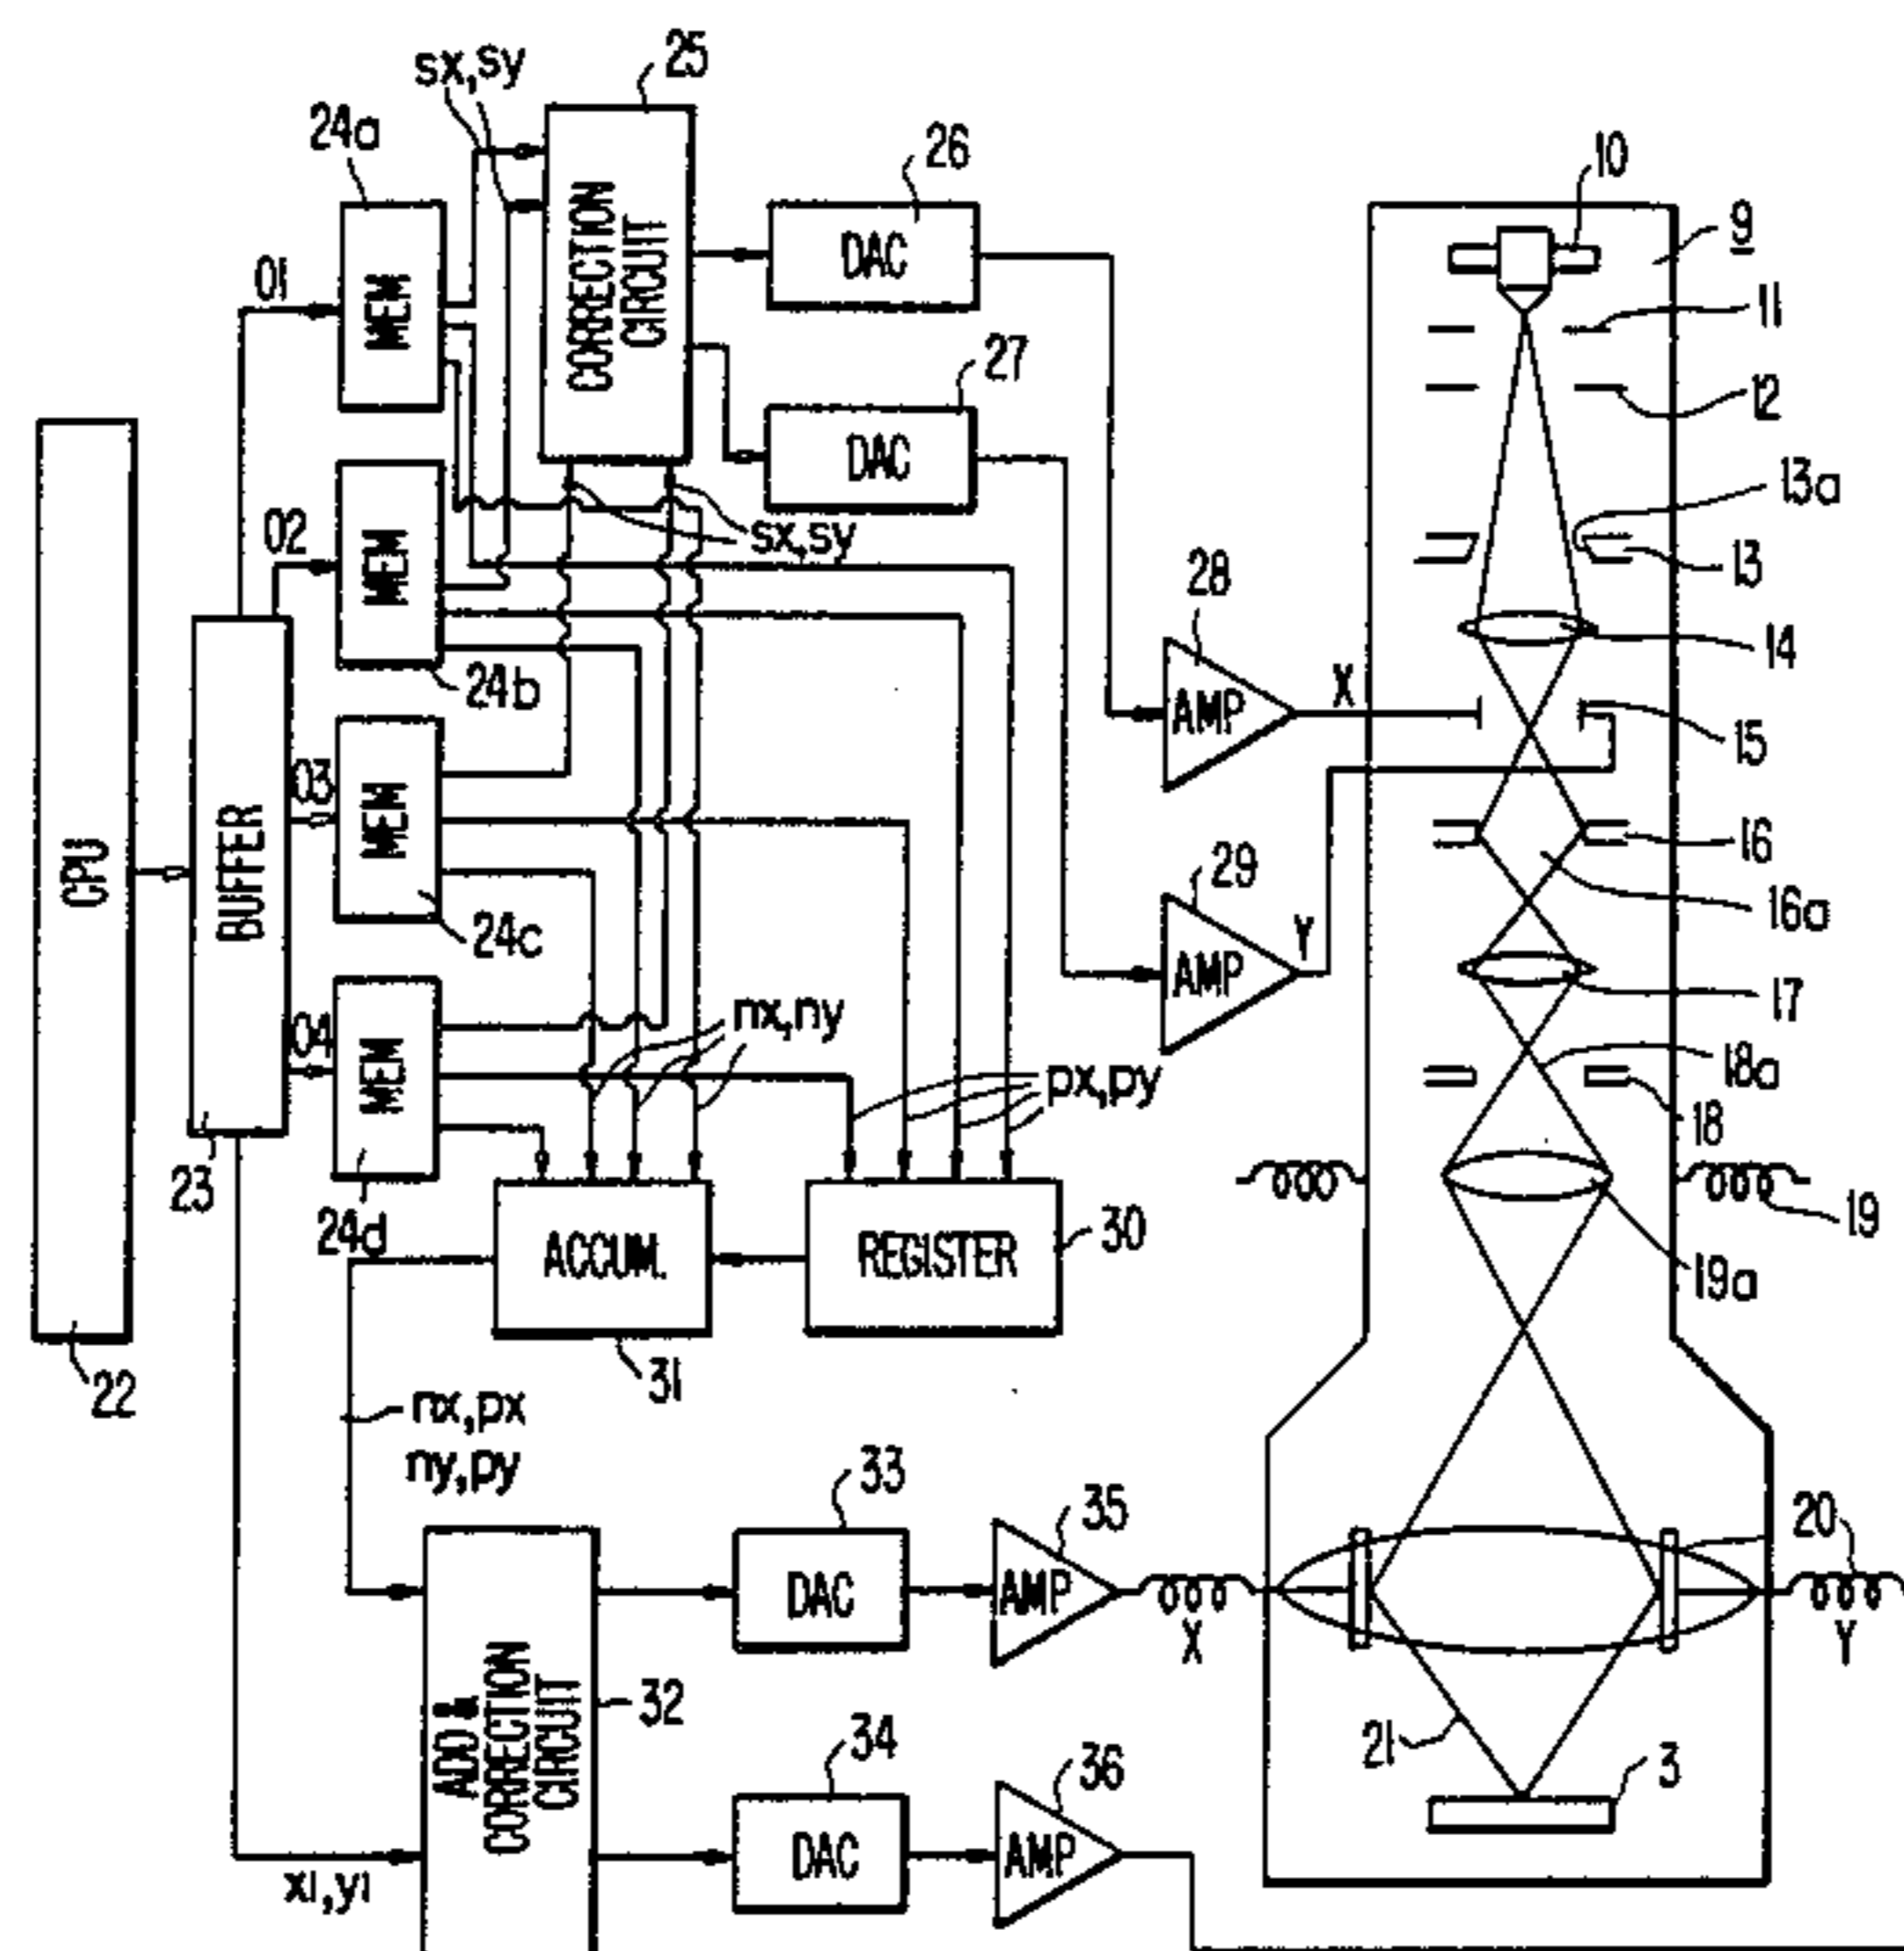 sx,sy
25
24a
26
10
9
CORRECTION
CIRCUIT
DAC
01
MEM
11
27
12
DAC
13a
02
sx,sy
13
MEM
28
14
24b
AMP
X
15
03
MEM
16
CPU
BUFFER
29
16a
24c
AMP
Y
17
nx,ny
04
MEM
px,py
18a
18
23
24d
19
ACCUM.
REGISTER
30
19a
31
22
nx,px
ny,py
33
35
20
DAC
AMP
X
Y
ADD &
CORRECTION
CIRCUIT
32
34
36
21
3
DAC
AMP
x1,y1